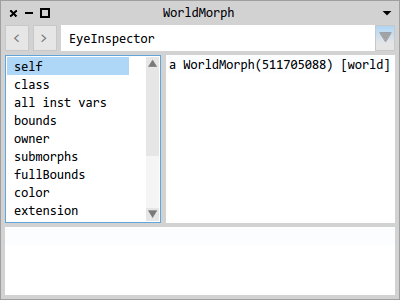 WorldMorph
EyeInspector
self
class
all inst vars
bounds
owner
submorphs
fullBounds
color
extension
a WorldMorph(511705088) [world]